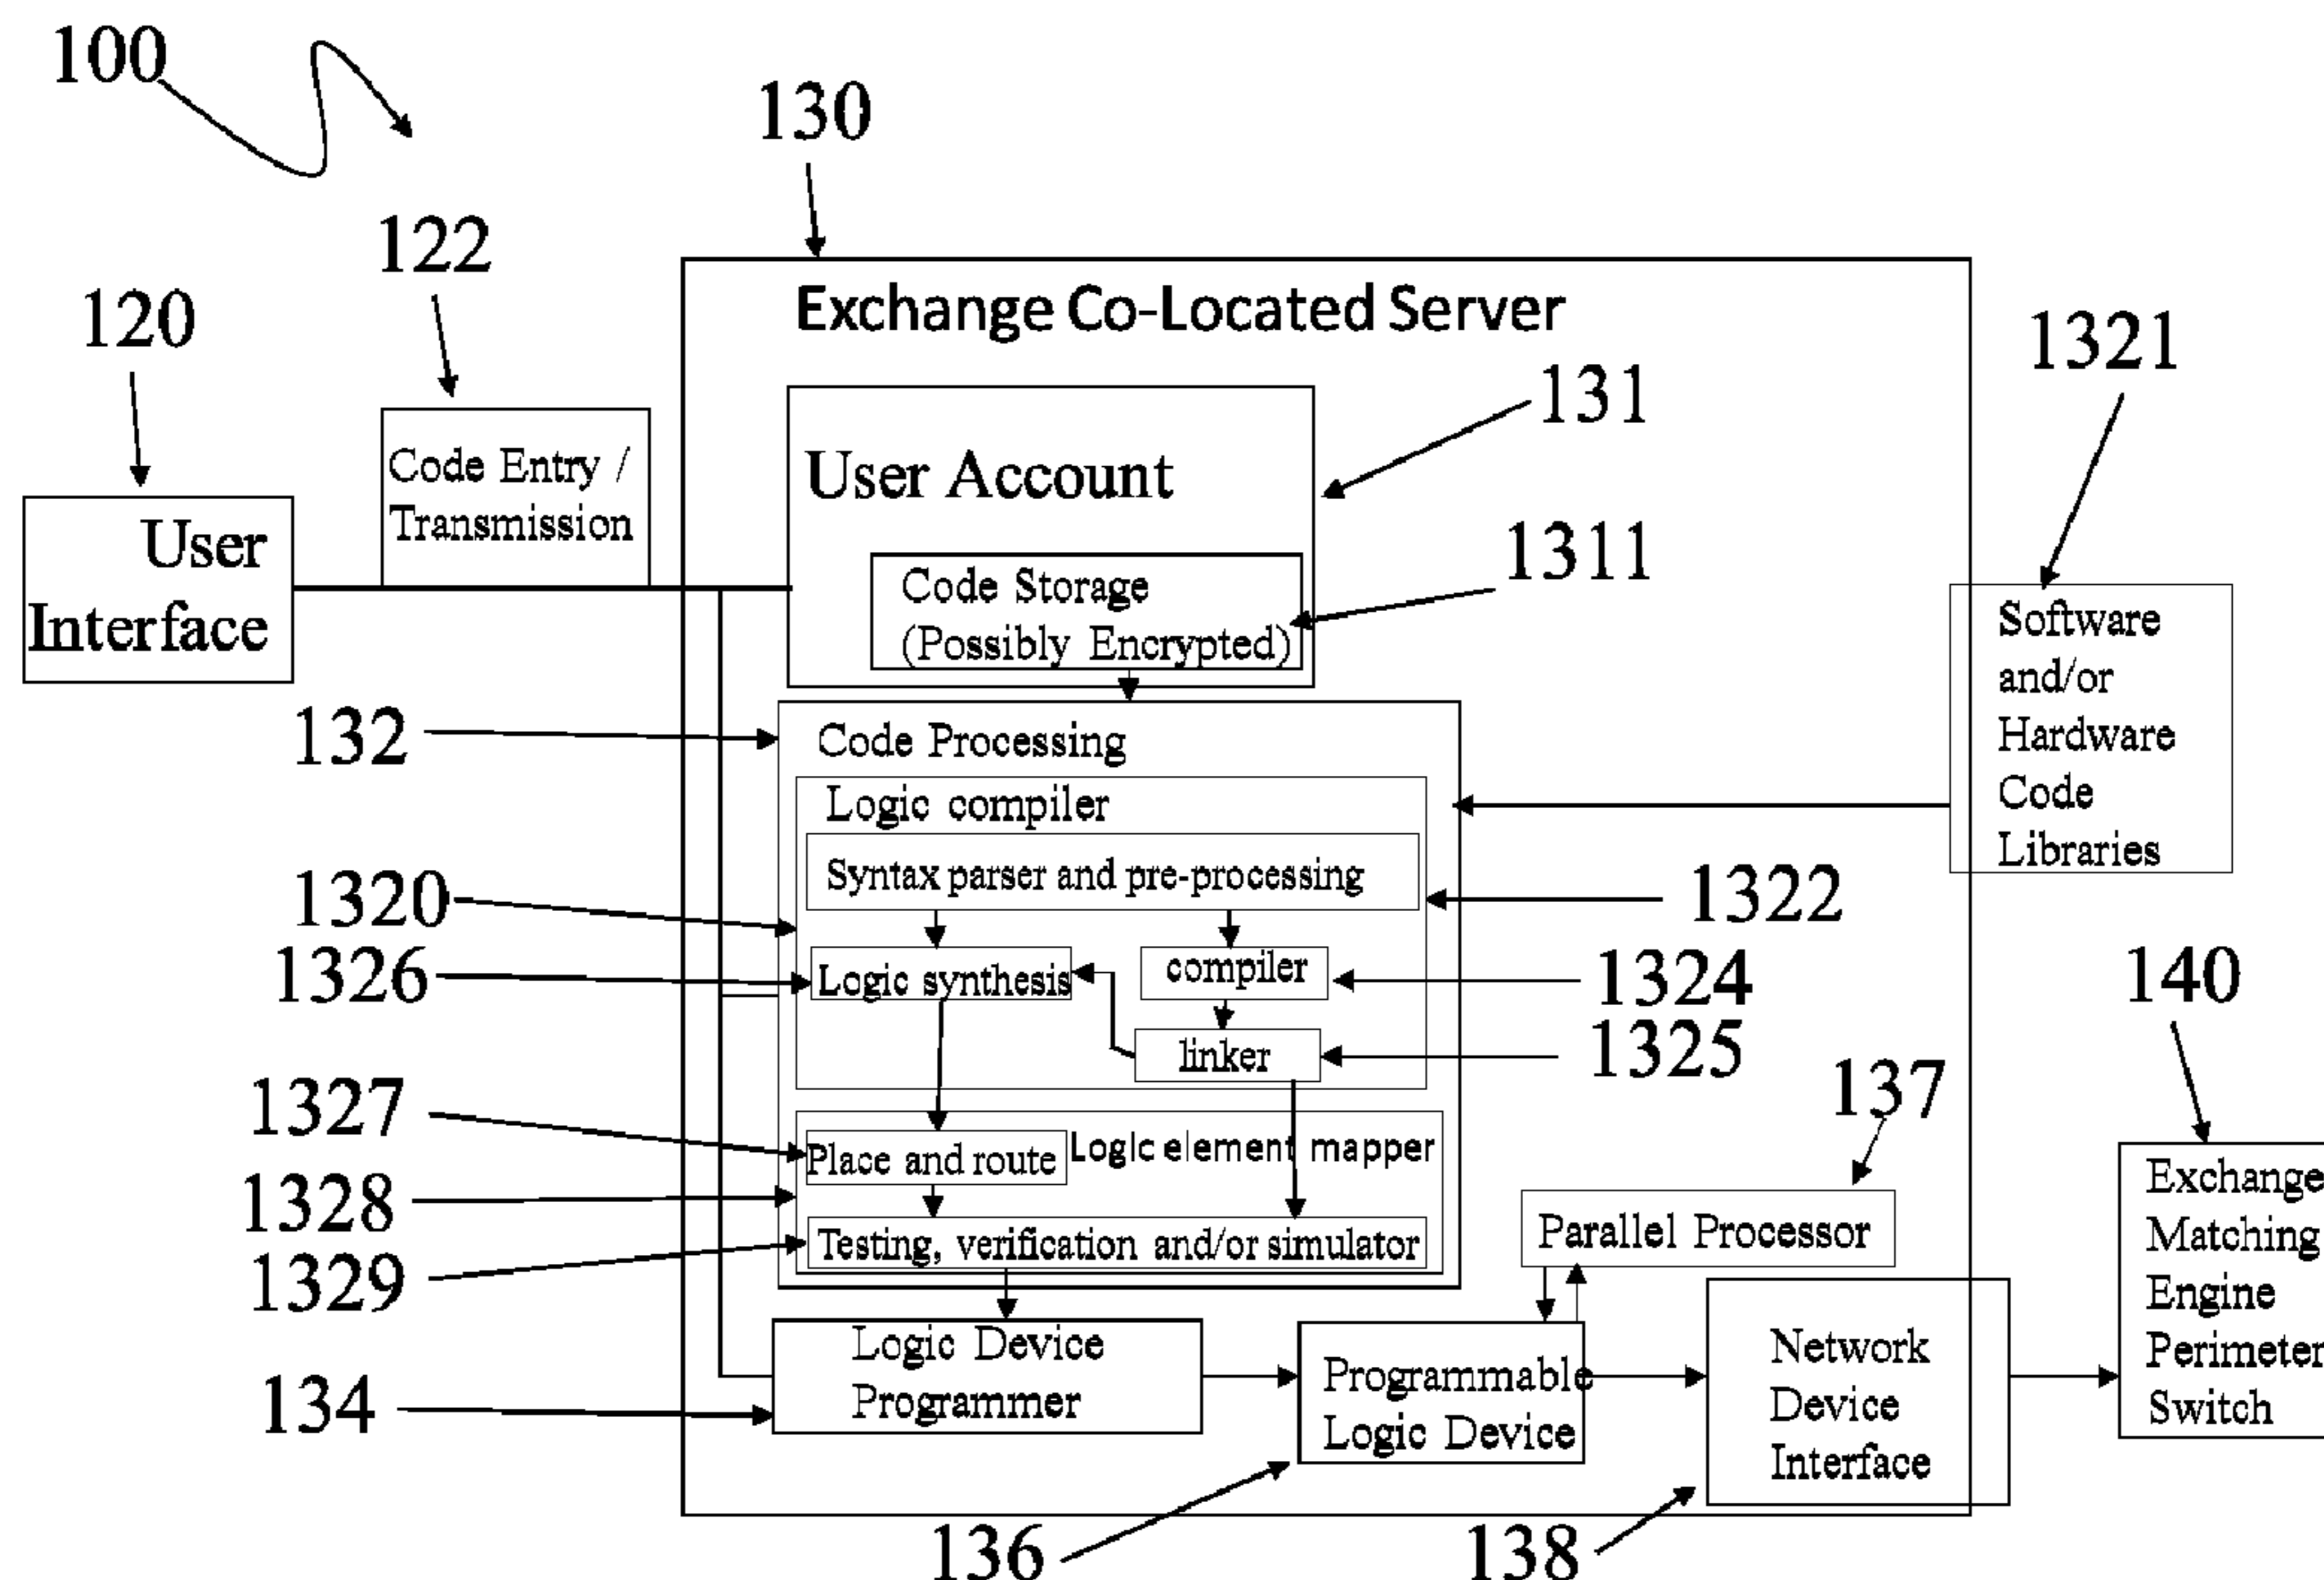 100
130
122
120
Exchange Co-Located Server
1321
131
Code Entry /
Transmission
User Account
User
Interface
1311
Code Storage
(Possibly Encrypted)
Software
and/or
Hardware
Code
Libraries
132
Code Processing
Logic compiler
1320
Syntax parser and pre-processing
1322
1326
Logic synthesis
compiler
1324
140
linker
1325
137
1327
Place and route
Logic element mapper
1328
1329
Testing, verification and/or simulator
Parallel Processor
Exchange
Matching
Engine
Perimeter
Switch
Logic Device
Programmer
134
Programmable
Logic Device
Network
Device
Interface
136
138